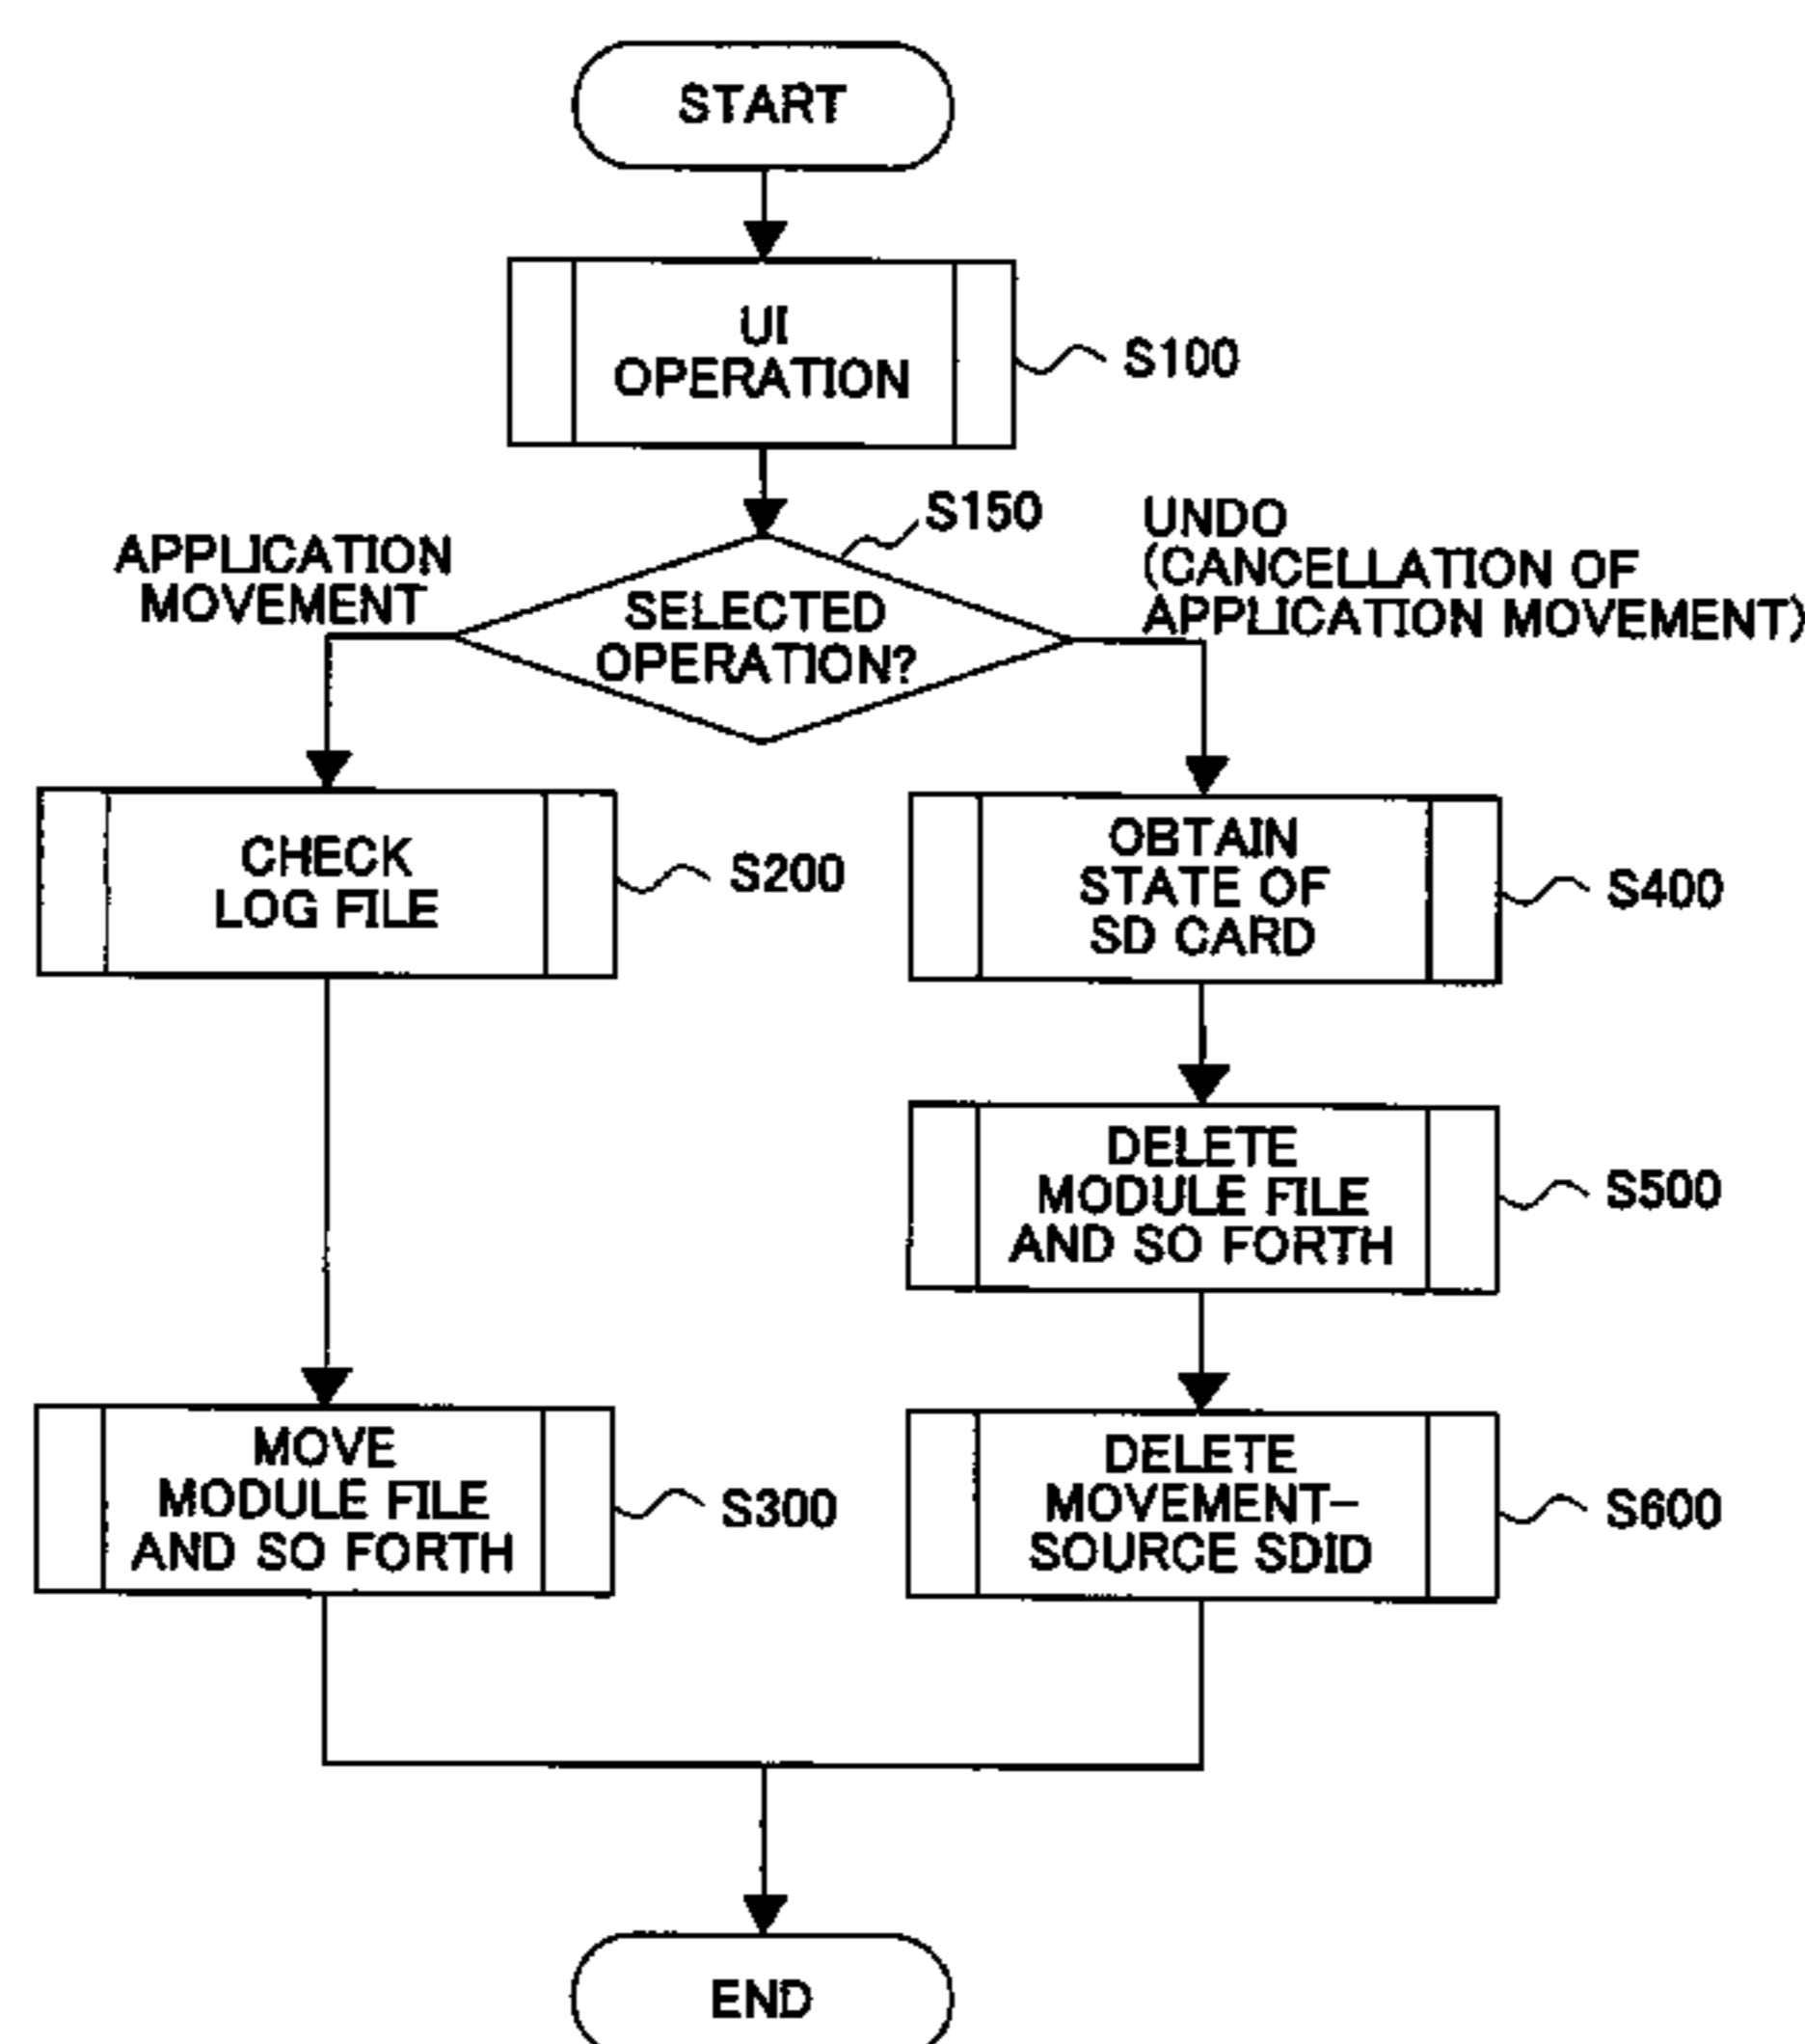 START
UI
OPERATION
S100
S150
APPLICATION
MOVEMENT
SELECTED
OPERATION?
UNDO
(CANCELLATION OF
APPLICATION MOVEMENT)
CHECK
LOG FILE
S200
OBTAIN
STATE OF
SD CARD
S400
DELETE
MODULE FILE
AND SO FORTH
S500
MOVE
MODULE FILE
AND SO FORTH
S300
DELETE
MOVEMENT-
SOURCE SDID
S600
END